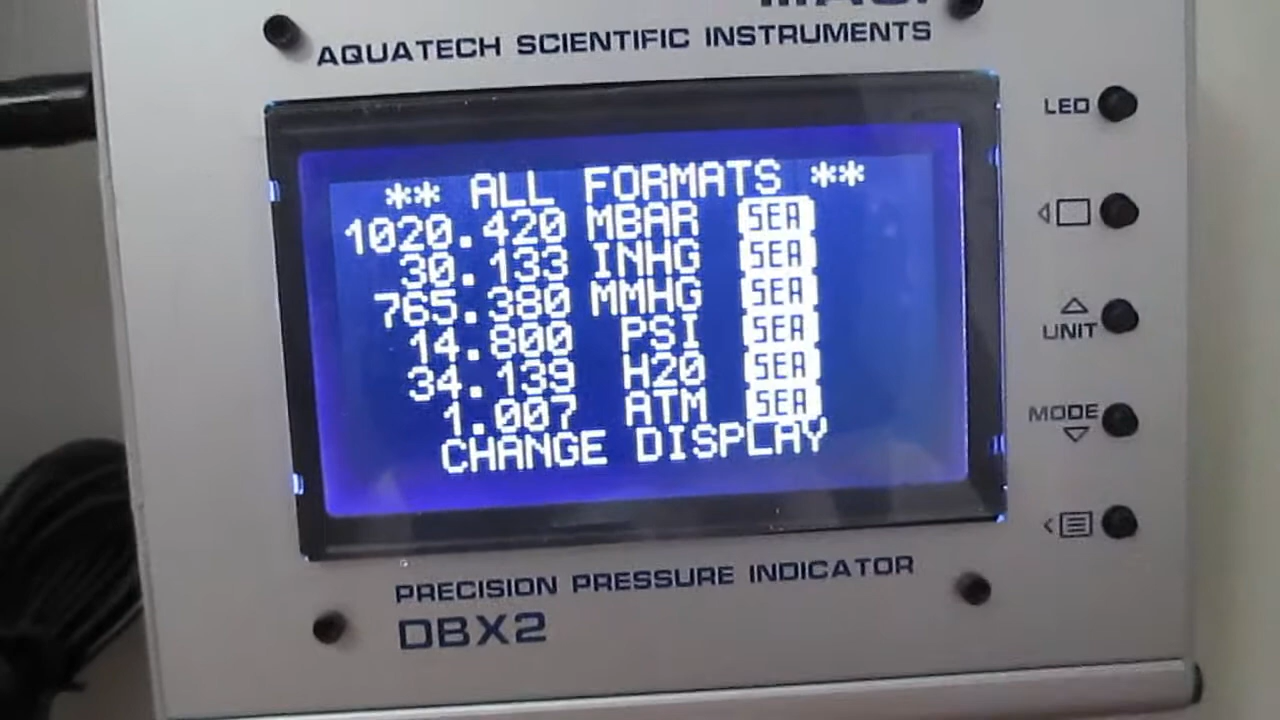 AQUATECH SCIENTIFIC INSTRUMENTS
** ALL FORMATS **
1020.420 MBAR SEA
30.133 INHG SEA
765.380 MMHG SEA
14.800 PSI SEA
34.139 H20 SEA
1.007 ATM SEA
CHANGE DISPLAY
LED
UNIT
MODE
PRECISION PRESSURE INDICATOR
DBX2